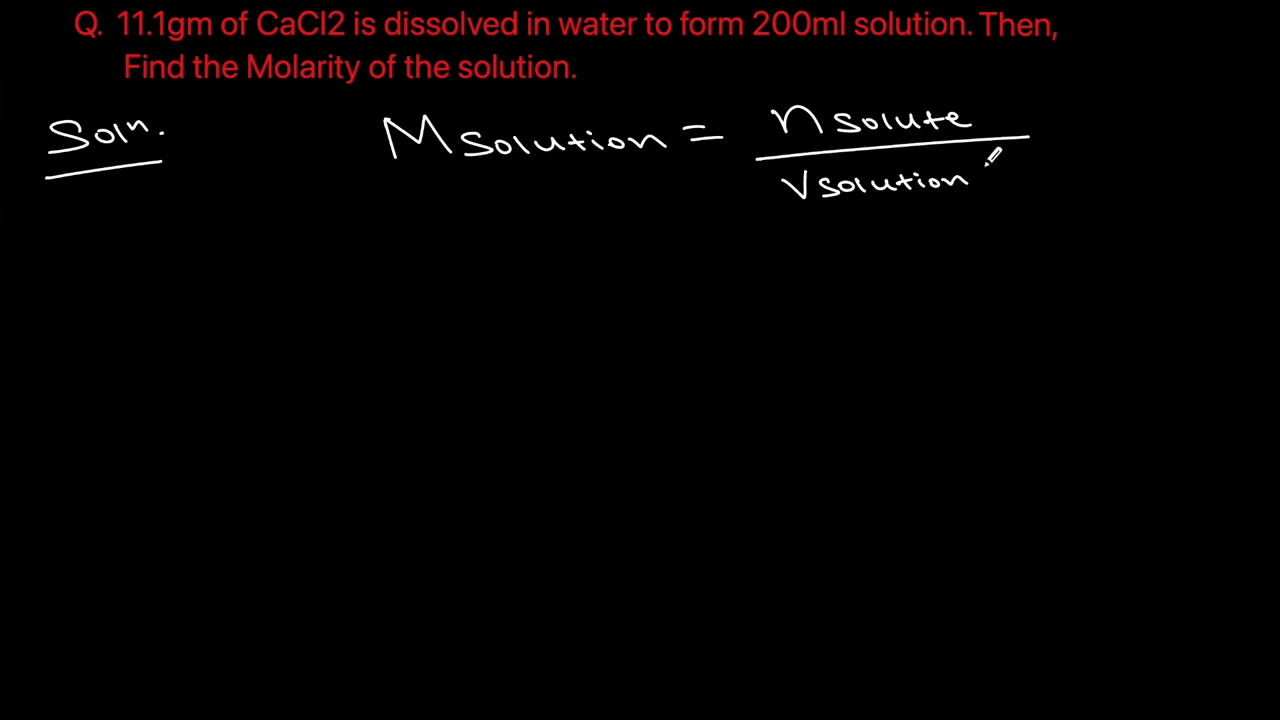 Q. 11.1gm of CaCl2 is dissolved in water to form 200ml solution. Then,
Find the Molarity of the solution.
Soln.
M solution = n solute / V solution